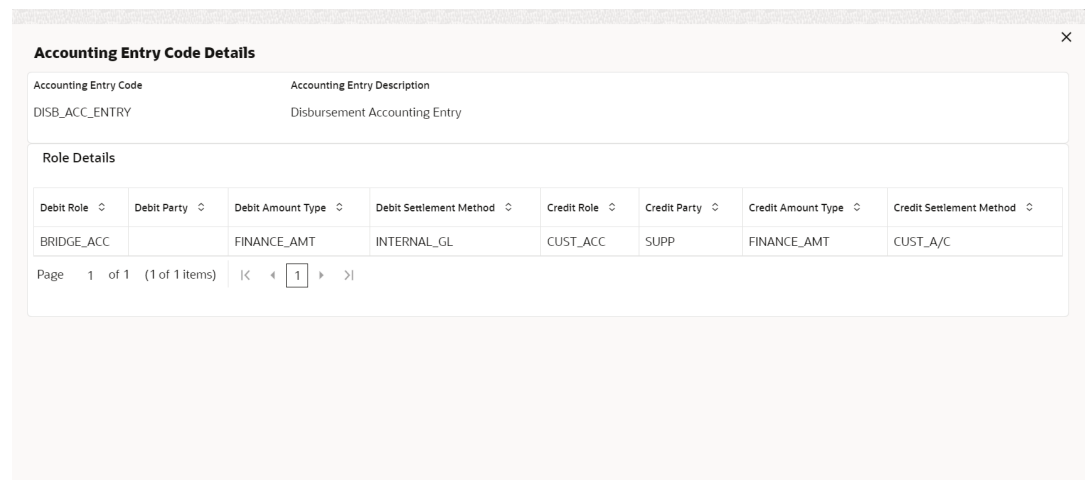 Accounting Entry Code Details
Accounting Entry Code Accounting Entry Description
DISB_ACC_ENTRY Disbursement Accounting Entry
Role Details
Debit Role Debit Party Debit Amount Type Debit Settlement Method Credit Role Credit Party Credit Amount Type Credit Settlement Method
BRIDGE_ACC FINANCE_AMT INTERNAL_GL CUST_ACC SUPP FINANCE_AMT CUST_A/C
Page 1 of 1 (1 of 1 items) 1